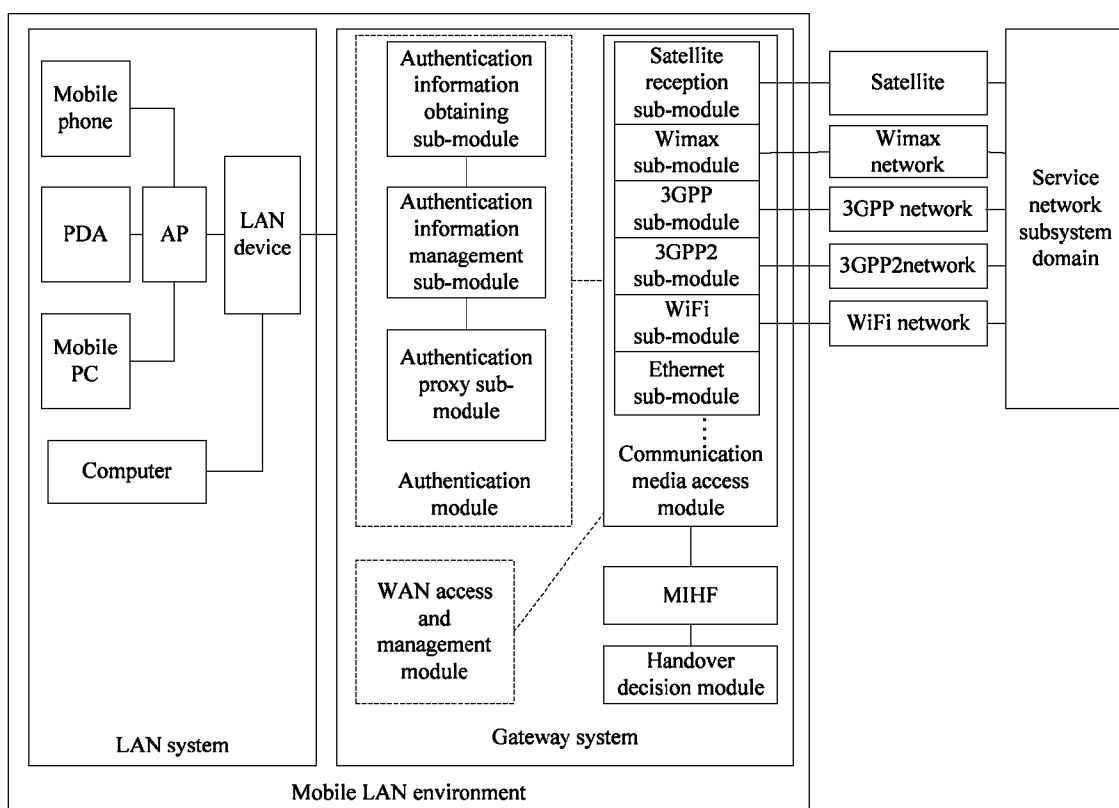 Mobile
phone
PDA
AP
LAN
device
Mobile
PC
Computer
LAN system
Authentication
information
obtaining
sub-module
Authentication
information
management
sub-module
Authentication
proxy sub-
module
Authentication
module
WAN access
and
management
module
Satellite
reception
sub-module
Wimax
sub-module
3GPP
sub-module
3GPP2
sub-module
WiFi
sub-module
Ethernet
sub-module
Communication
media access
module
MIHF
Handover
decision module
Gateway system
Mobile LAN environment
Satellite
Wimax
network
3GPP network
3GPP2network
WiFi network
Service
network
subsystem
domain